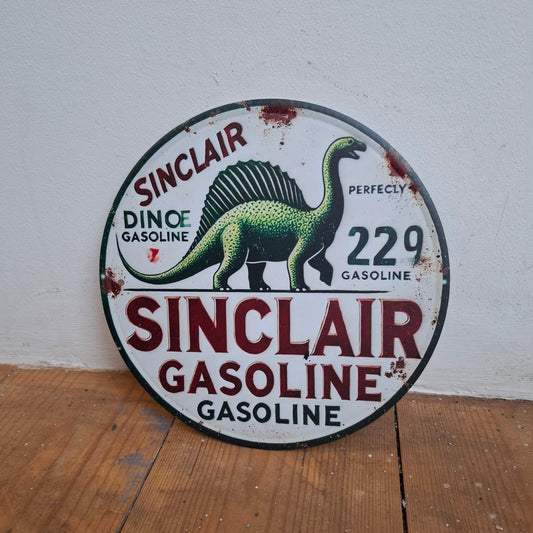 SINCLAIR
DINOE
GASOLINE
PERFECLY
229
GASOLINE
SINCLAIR
GASOLINE
GASOLINE